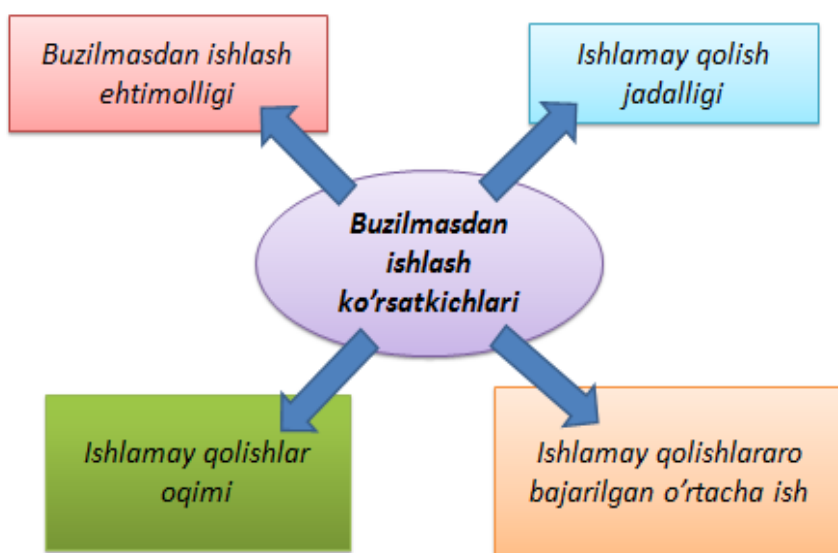 Buzilmasdan ishlash
ehtimolligi
Ishlamay qolish
jadalligi
Buzilmasdan
ishlash
ko’rsatkichlari
Ishlamay qolishlar
oqimi
Ishlamay qolishlararo
bajarilgan o’rtacha ish